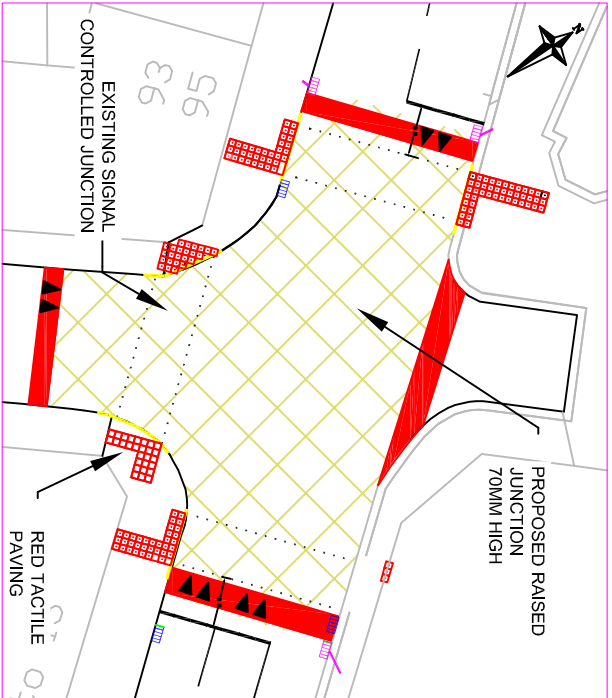 N
93
95
EXISTING SIGNAL
CONTROLLED JUNCTION
PROPOSED RAISED
JUNCTION
70MM HIGH
RED TACTILE
PAVING